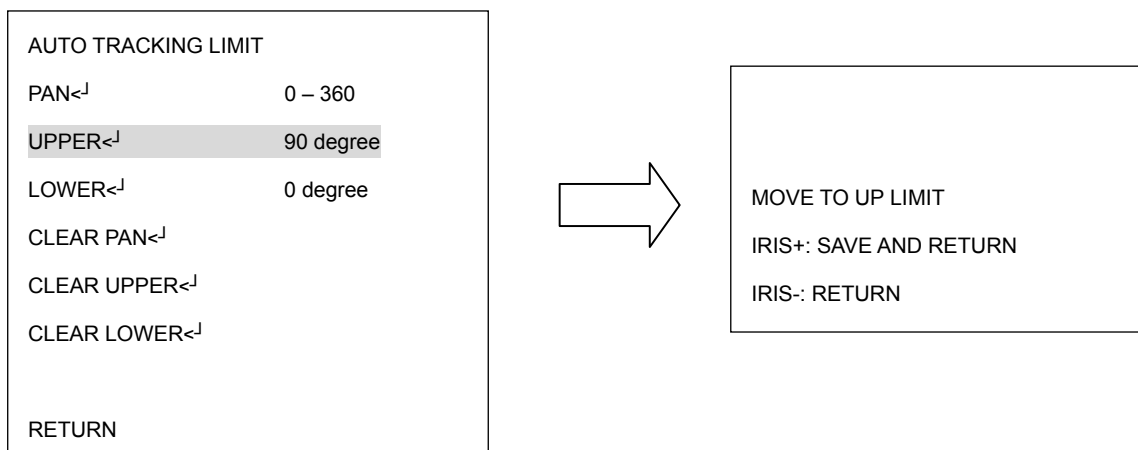 AUTO TRACKING LIMIT
PAN<┘ 0 – 360
UPPER<┘ 90 degree
LOWER<┘ 0 degree
CLEAR PAN<┘
CLEAR UPPER<┘
CLEAR LOWER<┘
RETURN
MOVE TO UP LIMIT
IRIS+: SAVE AND RETURN
IRIS-: RETURN